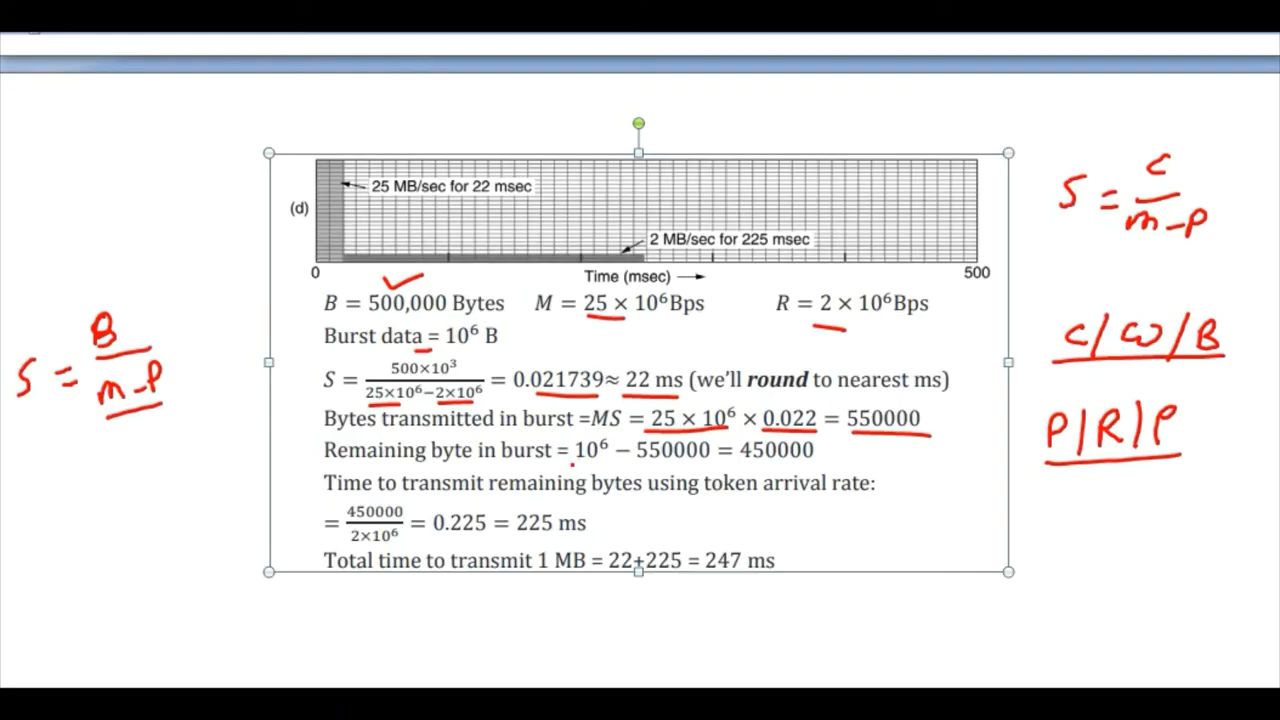 25 MB/sec for 22 msec
(d)
2 MB/sec for 225 msec
0 Time (msec) 500
B = 500,000 Bytes M = 25 × 10⁶Bps R = 2 × 10⁶Bps
Burst data = 10⁶ B
S = 500×10³ / 25×10⁶−2×10⁶ = 0.021739≈ 22 ms (we'll round to nearest ms)
Bytes transmitted in burst =MS = 25 × 10⁶ × 0.022 = 550000
Remaining byte in burst = 10⁶ − 550000 = 450000
Time to transmit remaining bytes using token arrival rate:
= 450000 / 2×10⁶ = 0.225 = 225 ms
Total time to transmit 1 MB = 22+225 = 247 ms
S = B / m-P
S = C / m-P
C/ω/B
P/R/P